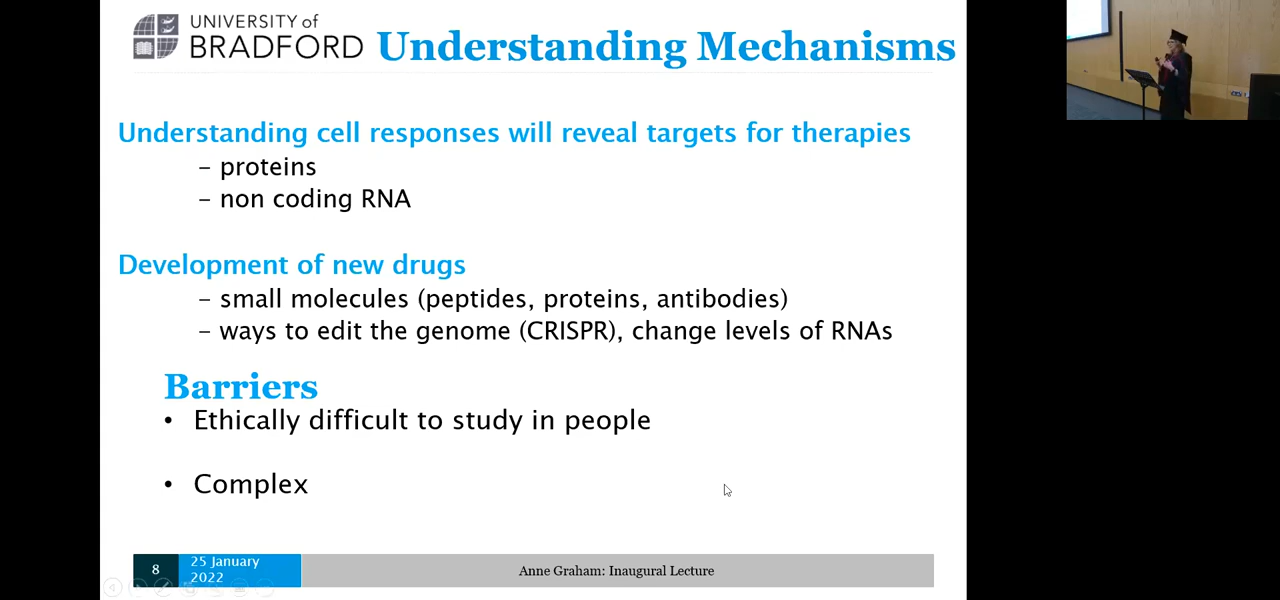 UNIVERSITY of
BRADFORD
Understanding Mechanisms
Understanding cell responses will reveal targets for therapies
– proteins
– non coding RNA
Development of new drugs
– small molecules (peptides, proteins, antibodies)
– ways to edit the genome (CRISPR), change levels of RNAs
Barriers
• Ethically difficult to study in people
• Complex
8
25 January
2022
Anne Graham: Inaugural Lecture